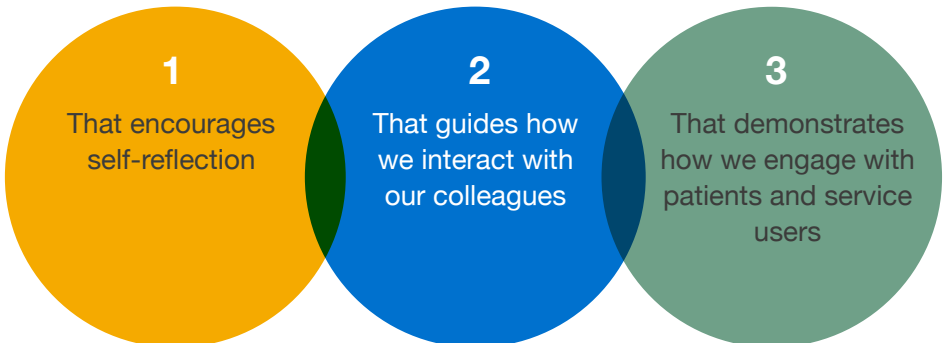 1
That encourages
self-reflection
2
That guides how
we interact with
our colleagues
3
That demonstrates
how we engage with
patients and service
users